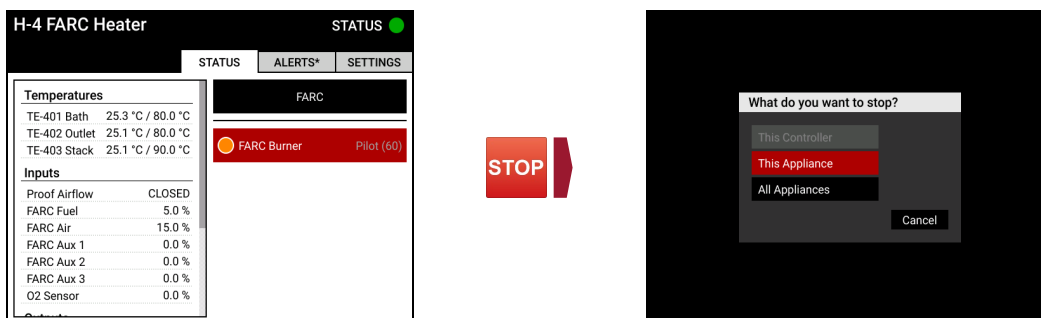 H-4 FARC Heater
STATUS
STATUS ALERTS* SETTINGS
Temperatures
TE-401 Bath 25.3 °C / 80.0 °C
TE-402 Outlet 25.1 °C / 80.0 °C
TE-403 Stack 25.1 °C / 90.0 °C
Inputs
Proof Airflow CLOSED
FARC Fuel 5.0 %
FARC Air 15.0 %
FARC Aux 1 0.0 %
FARC Aux 2 0.0 %
FARC Aux 3 0.0 %
O2 Sensor 0.0 %
FARC
FARC Burner Pilot (60)
STOP
What do you want to stop?
This Controller
This Appliance
All Appliances
Cancel